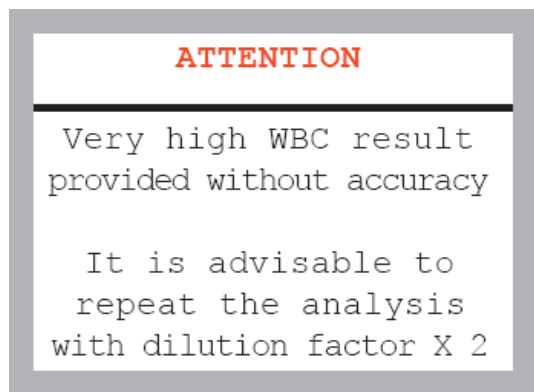 ATTENTION
Very high WBC result
provided without accuracy
It is advisable to
repeat the analysis
with dilution factor X 2